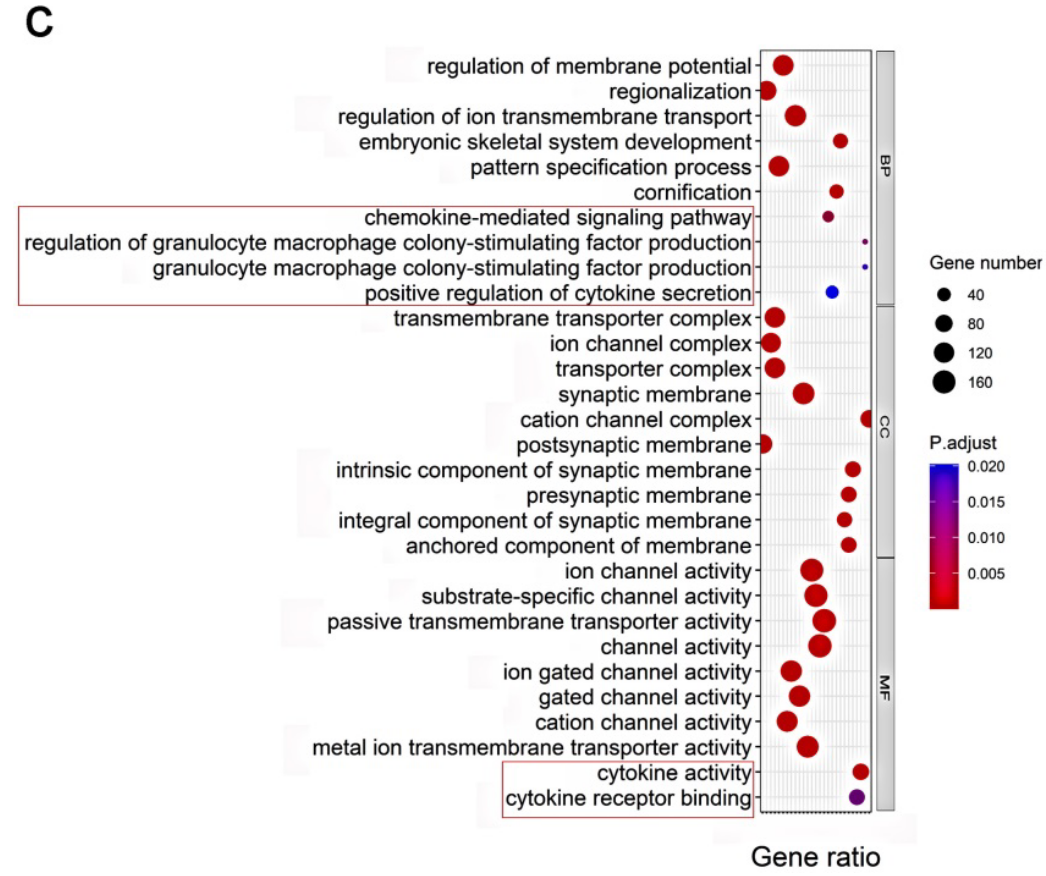 C
regulation of membrane potential
regionalization
regulation of ion transmembrane transport
embryonic skeletal system development
pattern specification process
cornification
chemokine-mediated signaling pathway
regulation of granulocyte macrophage colony-stimulating factor production
granulocyte macrophage colony-stimulating factor production
positive regulation of cytokine secretion
transmembrane transporter complex
ion channel complex
transporter complex
synaptic membrane
cation channel complex
postsynaptic membrane
intrinsic component of synaptic membrane
presynaptic membrane
integral component of synaptic membrane
anchored component of membrane
ion channel activity
substrate-specific channel activity
passive transmembrane transporter activity
channel activity
ion gated channel activity
gated channel activity
cation channel activity
metal ion transmembrane transporter activity
cytokine activity
cytokine receptor binding
BP
CC
MF
Gene ratio
Gene number
40
80
120
160
P.adjust
0.020
0.015
0.010
0.005